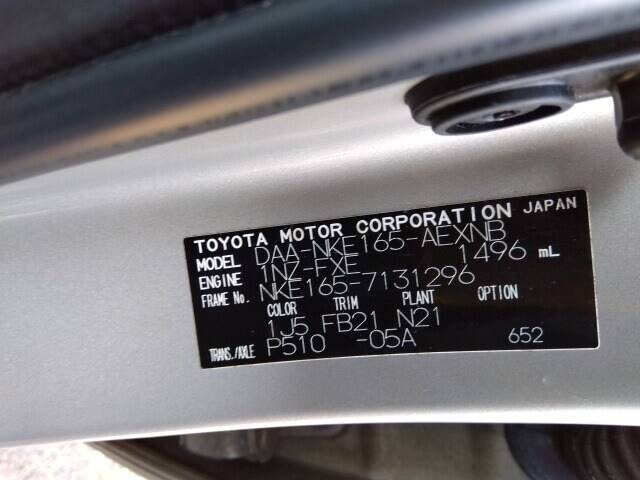 TOYOTA MOTOR CORPORATION JAPAN
MODEL DAA-NKE165-AEXNB
ENGINE 1NZ-FXE 1496 mL
FRAME No. NKE165-7131296
COLOR TRIM PLANT OPTION
1J5 FB21 N21
TRANS./AXLE P510 -05A 652